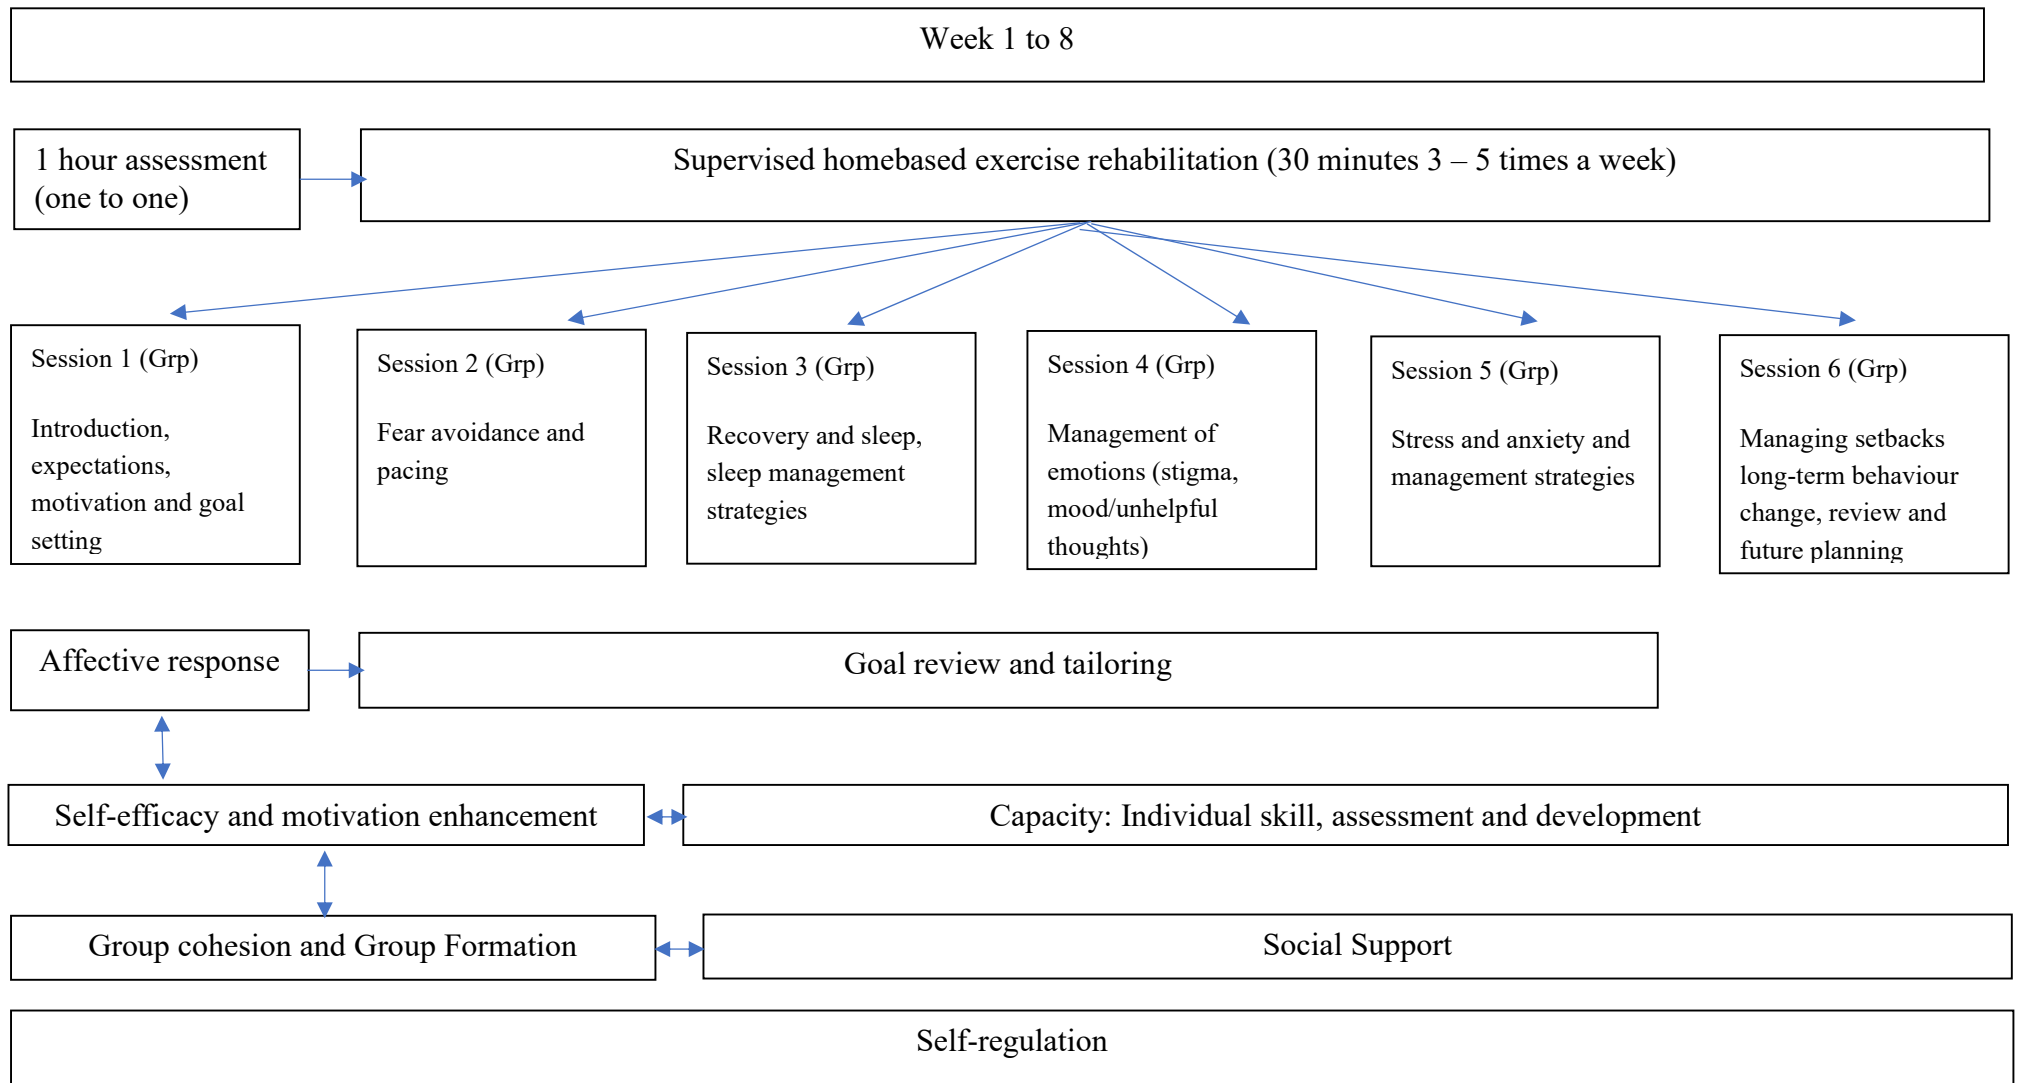 Week 1 to 8
1 hour assessment
(one to one)
Supervised homebased exercise rehabilitation (30 minutes 3 – 5 times a week)
Session 1 (Grp)
Introduction,
expectations,
motivation and goal
setting
Session 2 (Grp)
Fear avoidance and
pacing
Session 3 (Grp)
Recovery and sleep,
sleep management
strategies
Session 4 (Grp)
Management of
emotions (stigma,
mood/unhelpful
thoughts)
Session 5 (Grp)
Stress and anxiety and
management strategies
Session 6 (Grp)
Managing setbacks
long-term behaviour
change, review and
future planning
Affective response
Goal review and tailoring
Self-efficacy and motivation enhancement
Capacity: Individual skill, assessment and development
Group cohesion and Group Formation
Social Support
Self-regulation